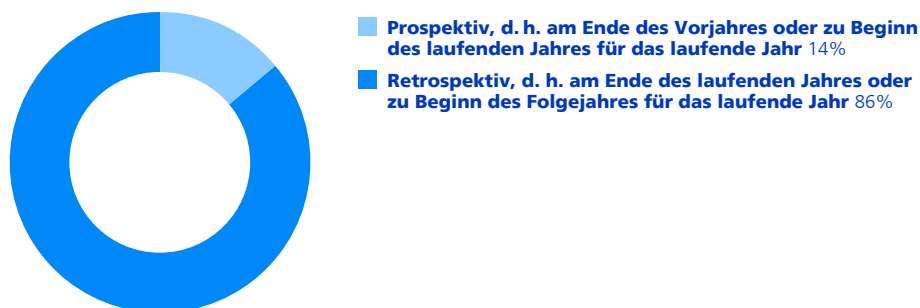 Prospektiv, d. h. am Ende des Vorjahres oder zu Beginn
des laufenden Jahres für das laufende Jahr 14%
Retrospektiv, d. h. am Ende des laufenden Jahres oder
zu Beginn des Folgejahres für das laufende Jahr 86%